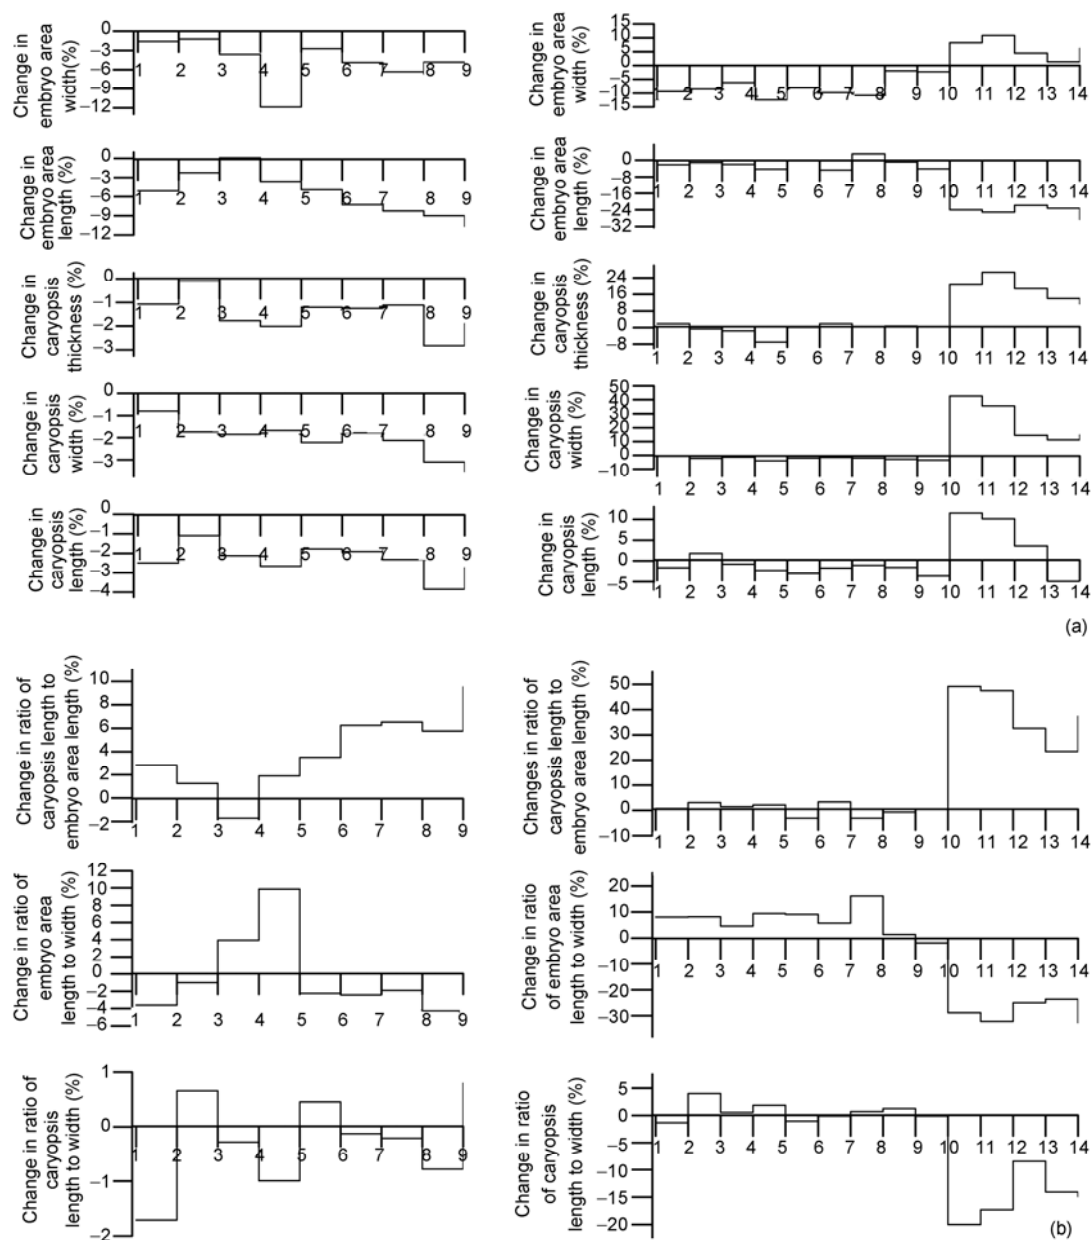 Change in
embryo area
width(%)
0
−3
−6
−9
−12
1 2 3 4 5 6 7 8 9
Change in
embryo area
length (%)
0
−3
−6
−9
−12
1 2 3 4 5 6 7 8 9
Change in
caryopsis
thickness (%)
0
−1
−2
−3
1 2 3 4 5 6 7 8 9
Change in
caryopsis
width (%)
0
−1
−2
−3
1 2 3 4 5 6 7 8 9
Change in
caryopsis
length (%)
0
−1
−2
−3
−4
1 2 3 4 5 6 7 8 9
Change in
embryo area
width (%)
15
10
5
0
−5
−10
−15
1 2 3 4 5 6 7 8 9 10 11 12 13 14
Change in
embryo area
length (%)
0
−8
−16
−24
−32
1 2 3 4 5 6 7 8 9 10 11 12 13 14
Change in
caryopsis
thickness (%)
24
16
8
0
−8
1 2 3 4 5 6 7 8 9 10 11 12 13 14
Change in
caryopsis
width (%)
50
40
30
20
10
0
−10
1 2 3 4 5 6 7 8 9 10 11 12 13 14
Change in
caryopsis
length (%)
10
5
0
−5
1 2 3 4 5 6 7 8 9 10 11 12 13 14
(a)
Change in ratio of
caryopsis length to
embryo area length (%)
10
8
6
4
2
0
−2
1 2 3 4 5 6 7 8 9
Change in ratio of
embryo area
length to width (%)
12
10
8
6
4
2
0
−2
−4
−6
1 2 3 4 5 6 7 8 9
Change in ratio of
caryopsis
length to width (%)
1
0
−1
−2
1 2 3 4 5 6 7 8 9
Changes in ratio of
caryopsis length to
embryo area length (%)
50
40
30
20
10
0
−10
1 2 3 4 5 6 7 8 9 10 11 12 13 14
Change in ratio
of embryo area
length to width (%)
20
10
0
−10
−20
−30
1 2 3 4 5 6 7 8 9 10 11 12 13 14
Change in ratio
of caryopsis
length to width (%)
5
0
−5
−10
−15
−20
1 2 3 4 5 6 7 8 9 10 11 12 13 14
(b)